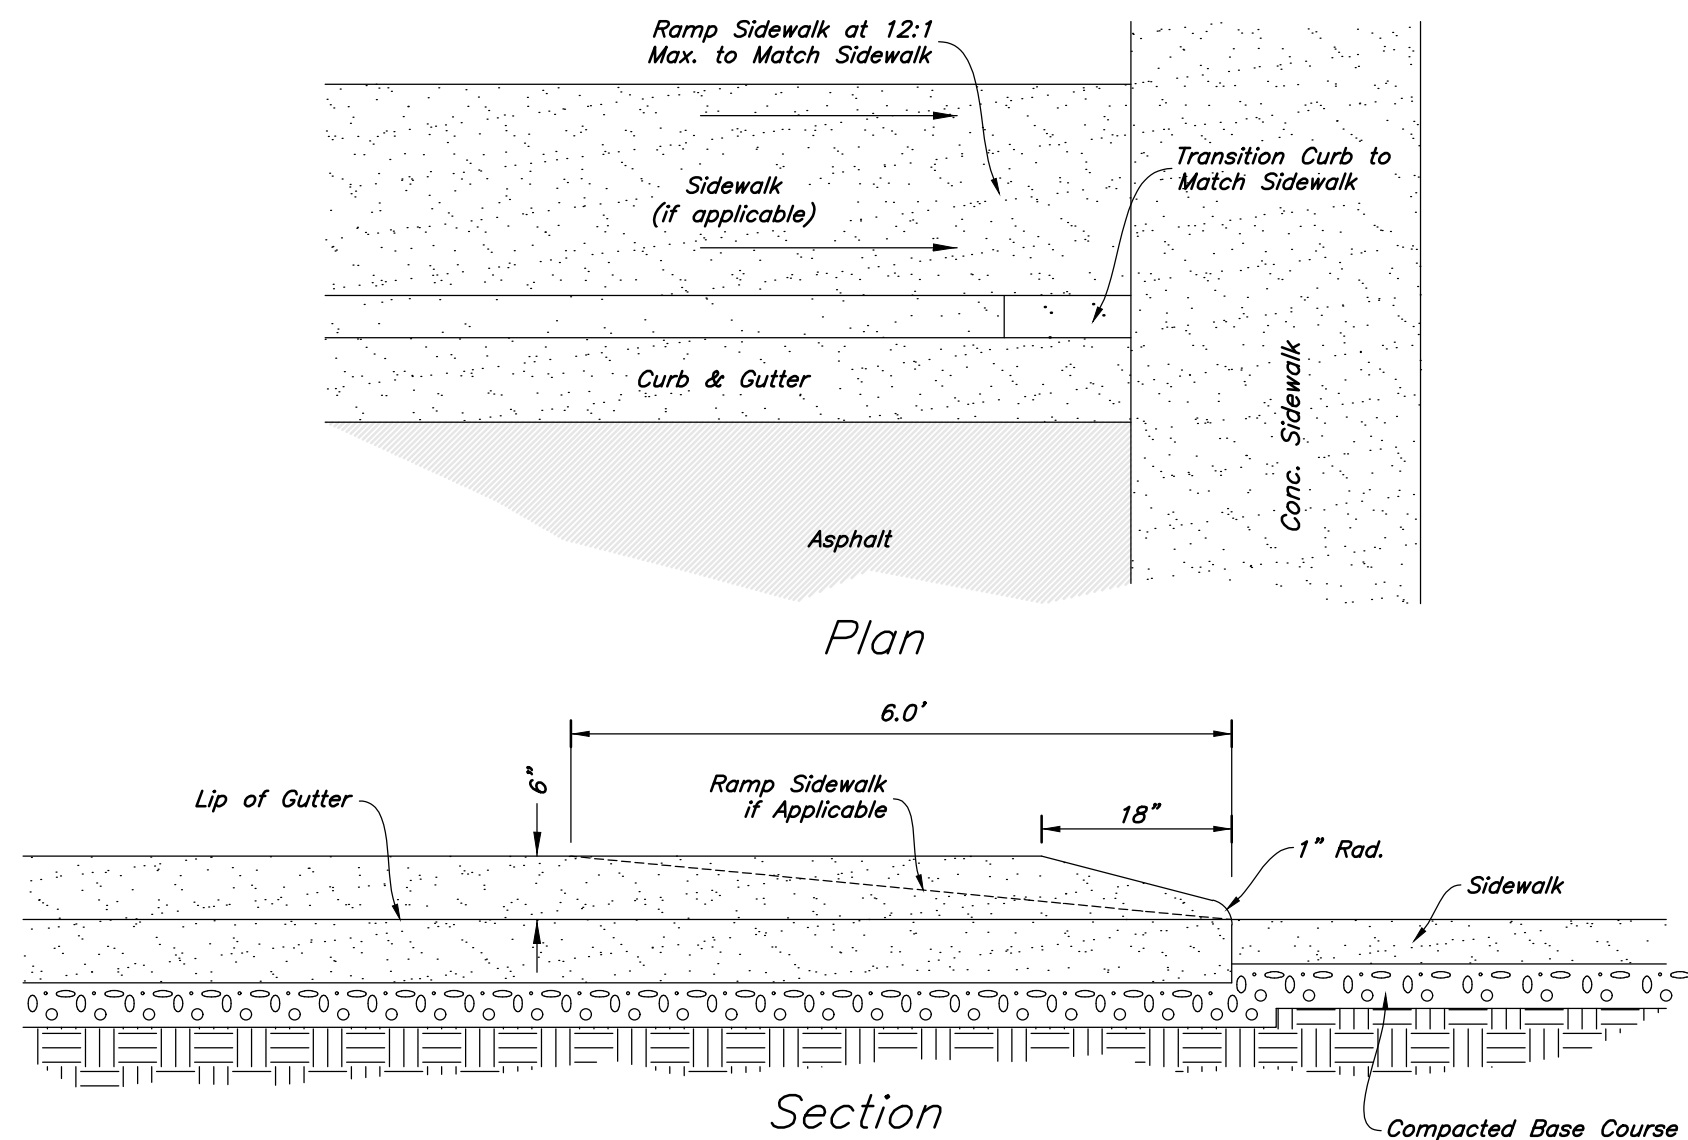 Ramp Sidewalk at 12:1
Max. to Match Sidewalk
Transition Curb to
Match Sidewalk
Sidewalk
(if applicable)
Curb & Gutter
Conc. Sidewalk
Asphalt
Plan
6.0'
6"
Ramp Sidewalk
if Applicable
Lip of Gutter
18"
1" Rad.
Sidewalk
Section
Compacted Base Course